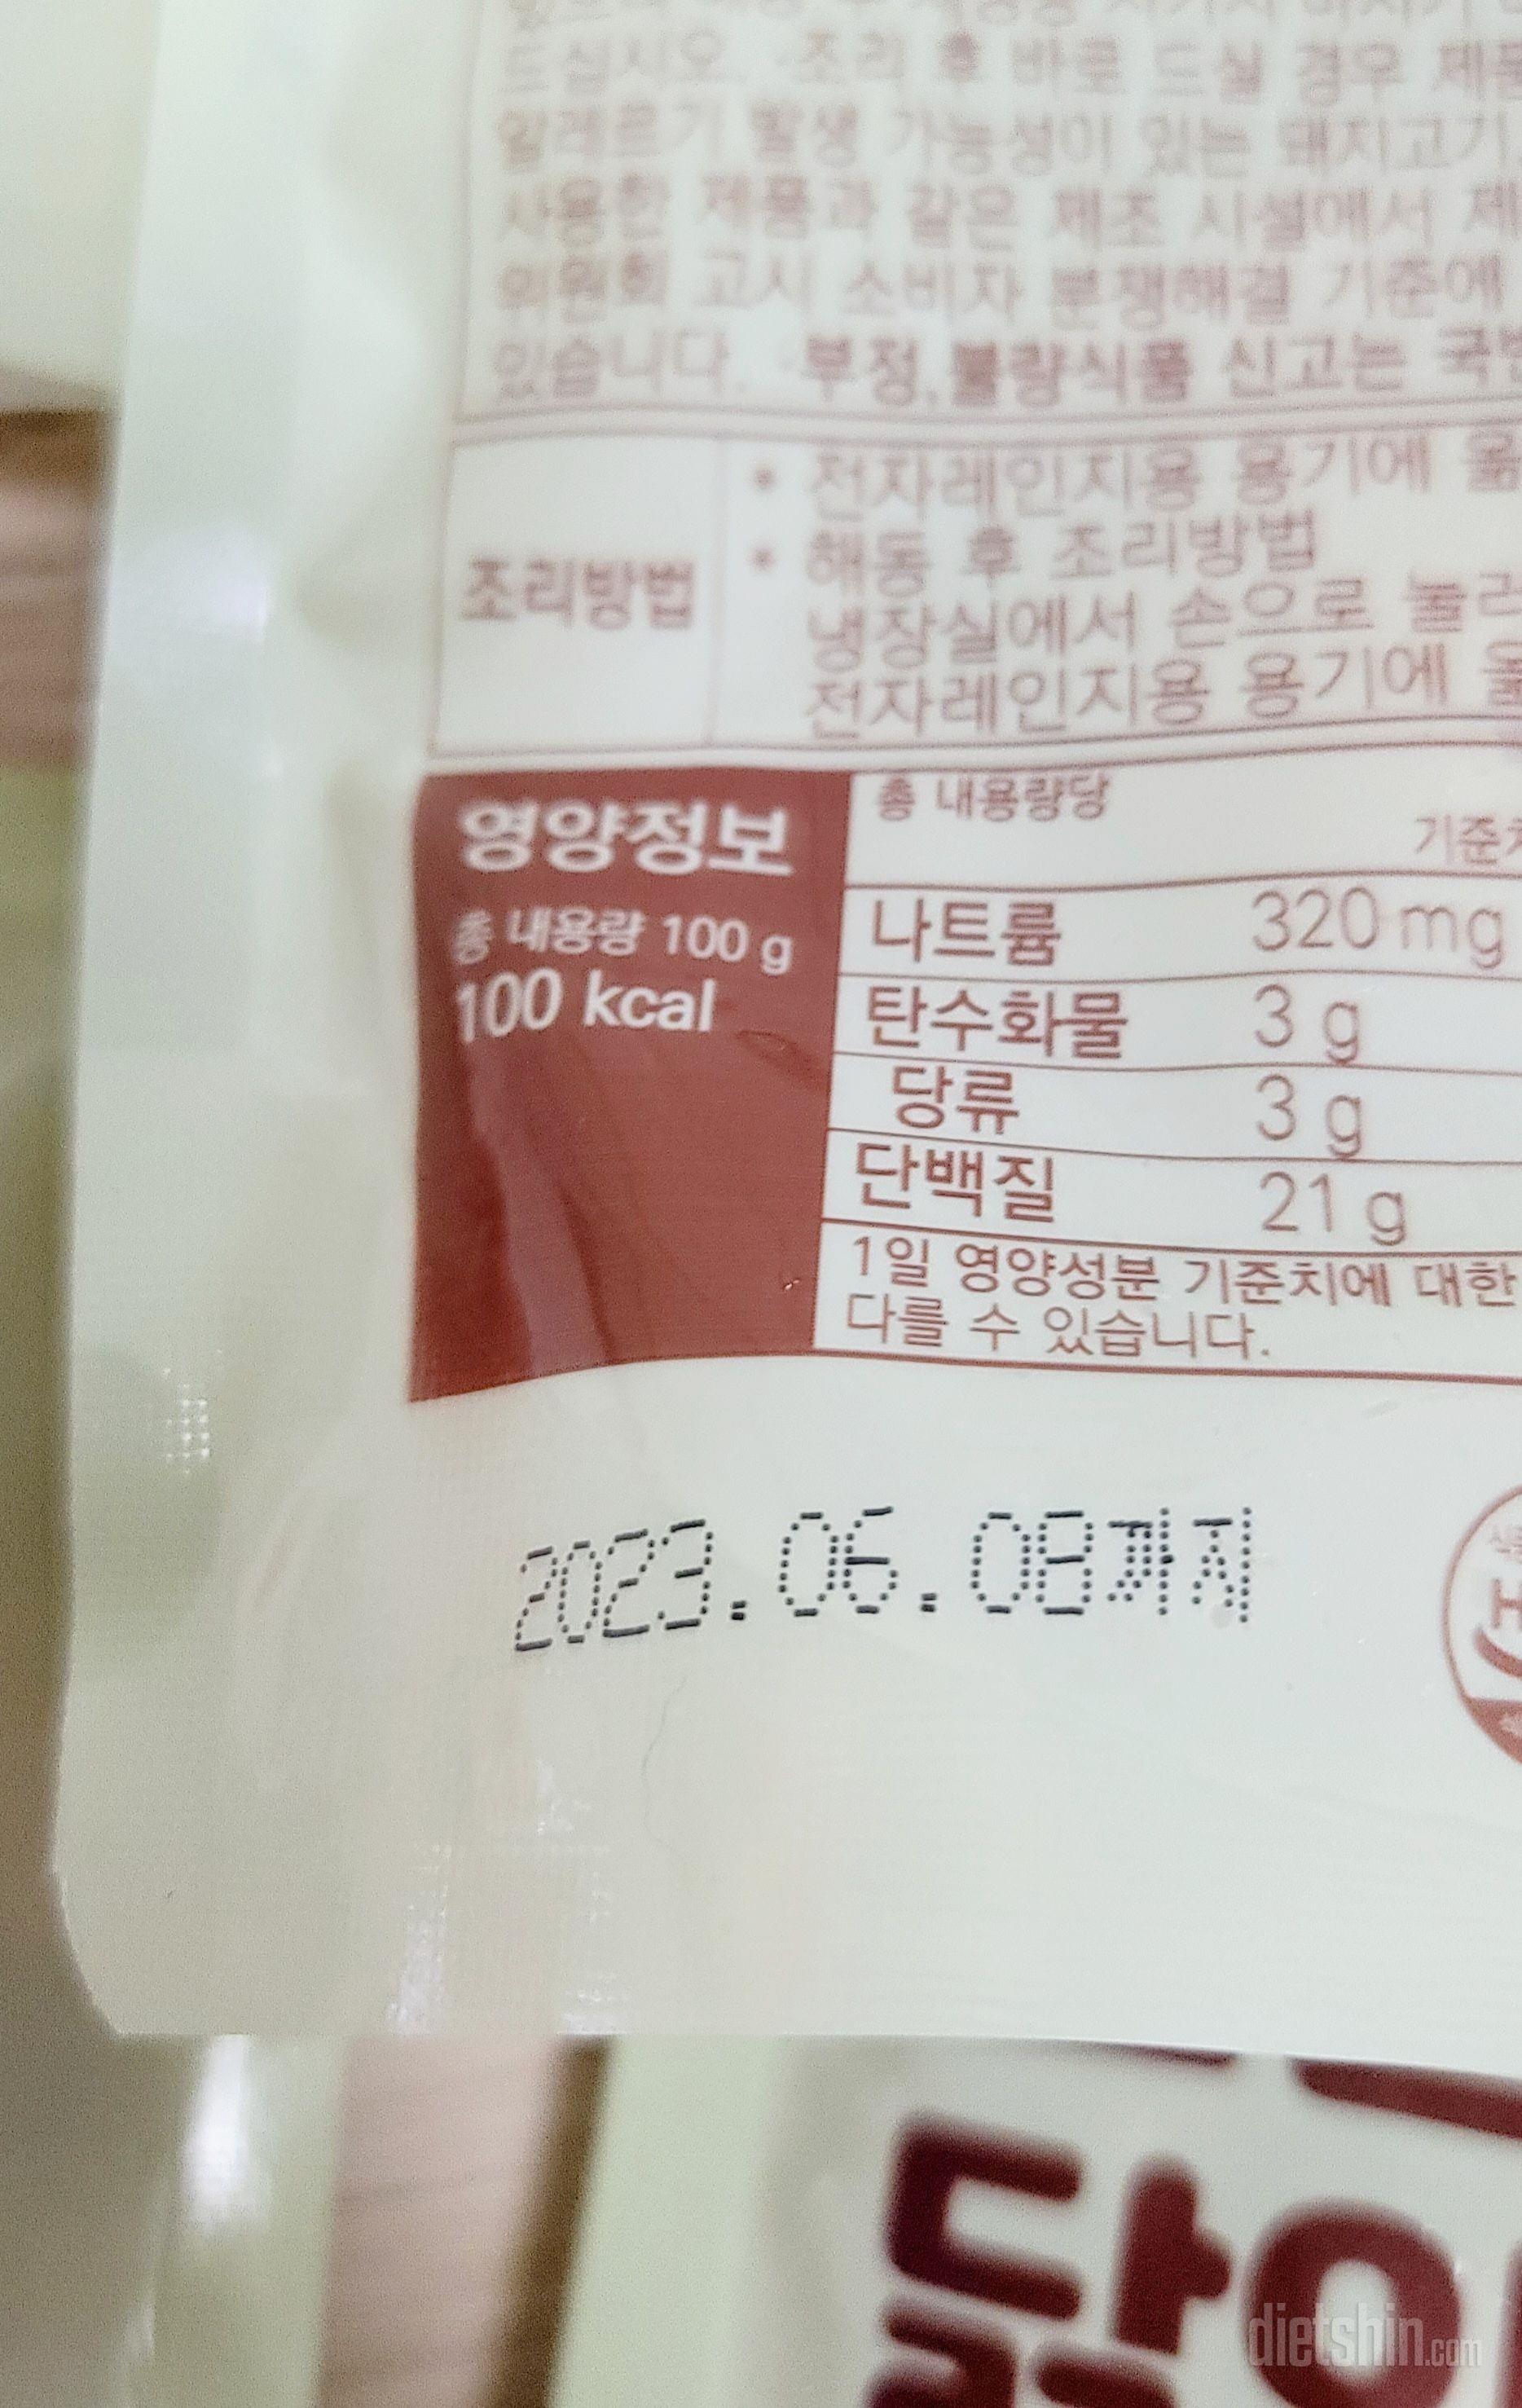 드십시오. 조리 후 바로 드실 경우 제품
알레르기 발생 가능성이 있는 돼지고기,
사용한 제품과 같은 제조 시설에서 제
위원회 고시 소비자 분쟁해결 기준에
있습니다. 부정,불량식품 신고는 국번
조리방법
• 전자레인지용 용기에 옮
• 해동 후 조리방법
냉장실에서 손으로 눌러
전자레인지용 용기에 옮
영양정보
총 내용량 100 g
100 kcal
총 내용량당
기준치
나트륨 320 mg
탄수화물 3 g
당류 3 g
단백질 21 g
1일 영양성분 기준치에 대한
다를 수 있습니다.
2023.06.08까지
H
닭
dietshin.com